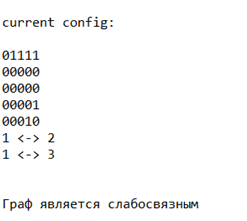 current config:
01111
00000
00000
00001
00010
1 <-> 2
1 <-> 3
Граф является слабосвязным